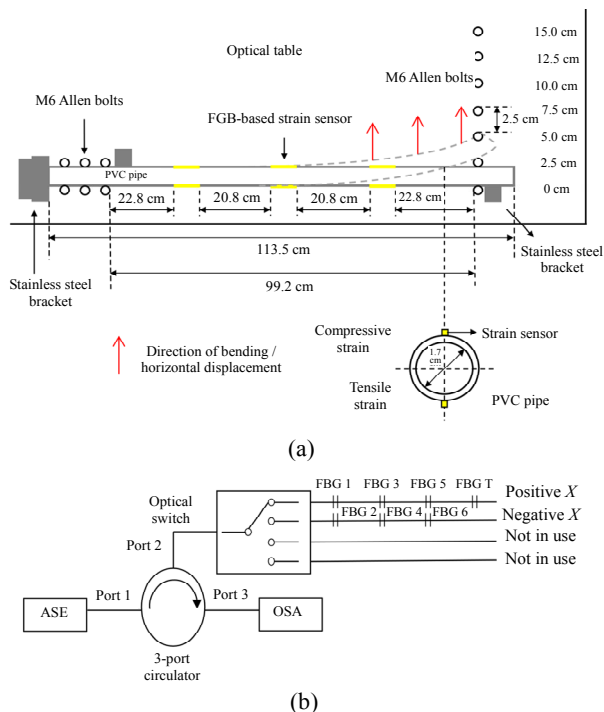 15.0 cm
Optical table
12.5 cm
M6 Allen bolts
10.0 cm
M6 Allen bolts
FGB-based strain sensor
7.5 cm
2.5 cm
5.0 cm
PVC pipe
2.5 cm
0 cm
22.8 cm
20.8 cm
20.8 cm
22.8 cm
113.5 cm
Stainless steel
bracket
Stainless steel
bracket
99.2 cm
Direction of bending /
horizontal displacement
Compressive
strain
Strain sensor
1.7
cm
Tensile
strain
PVC pipe
(a)
Optical
switch
FBG 1
FBG 3
FBG 5
FBG T
Positive X
FBG 2
FBG 4
FBG 6
Negative X
Not in use
Not in use
Port 2
Port 1
Port 3
ASE
OSA
3-port
circulator
(b)